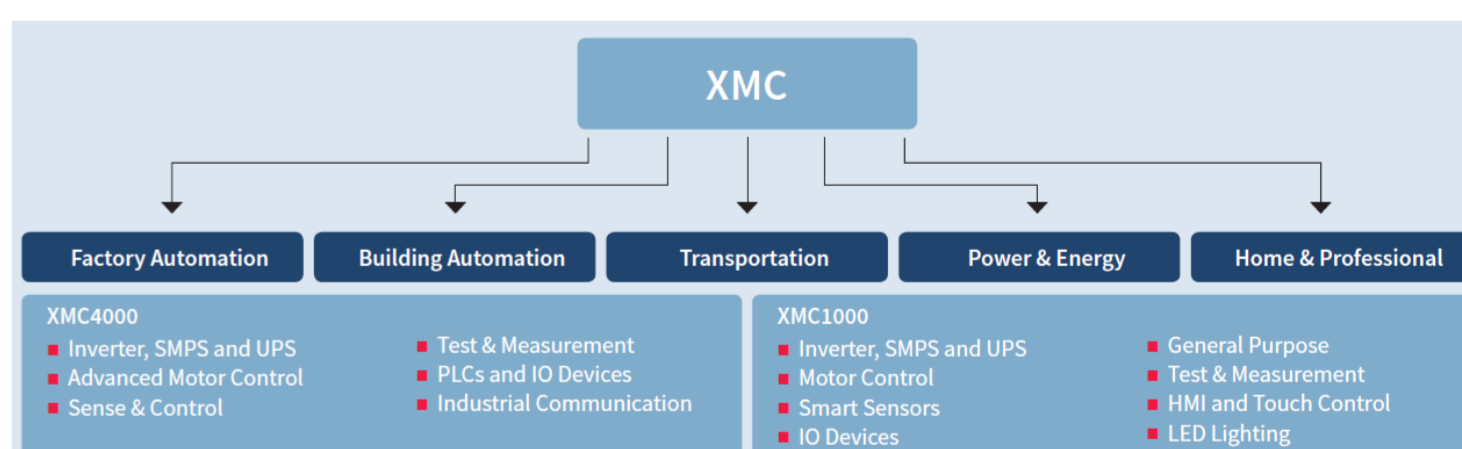 XMC
Factory Automation
Building Automation
Transportation
Power & Energy
Home & Professional
XMC4000
■ Inverter, SMPS and UPS
■ Advanced Motor Control
■ Sense & Control
■ Test & Measurement
■ PLCs and IO Devices
■ Industrial Communication
XMC1000
■ Inverter, SMPS and UPS
■ Motor Control
■ Smart Sensors
■ IO Devices
■ General Purpose
■ Test & Measurement
■ HMI and Touch Control
■ LED Lighting